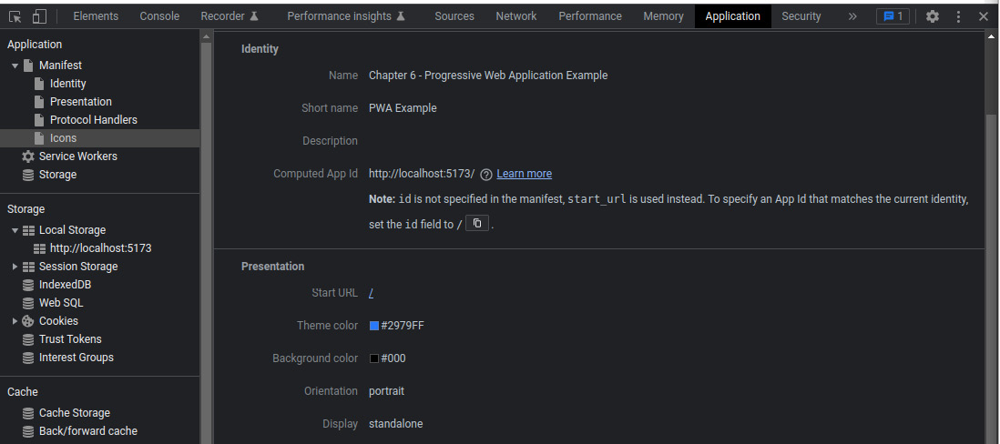 Elements Console Recorder Performance insights Sources Network Performance Memory Application Security » 1
Application
Manifest
Identity
Presentation
Protocol Handlers
Icons
Service Workers
Storage
Storage
Local Storage
http://localhost:5173
Session Storage
IndexedDB
Web SQL
Cookies
Trust Tokens
Interest Groups
Cache
Cache Storage
Back/forward cache
Identity
Name Chapter 6 - Progressive Web Application Example
Short name PWA Example
Description
Computed App Id http://localhost:5173/ ? Learn more
Note: id is not specified in the manifest, start_url is used instead. To specify an App Id that matches the current identity,
set the id field to / .
Presentation
Start URL /
Theme color #2979FF
Background color #000
Orientation portrait
Display standalone